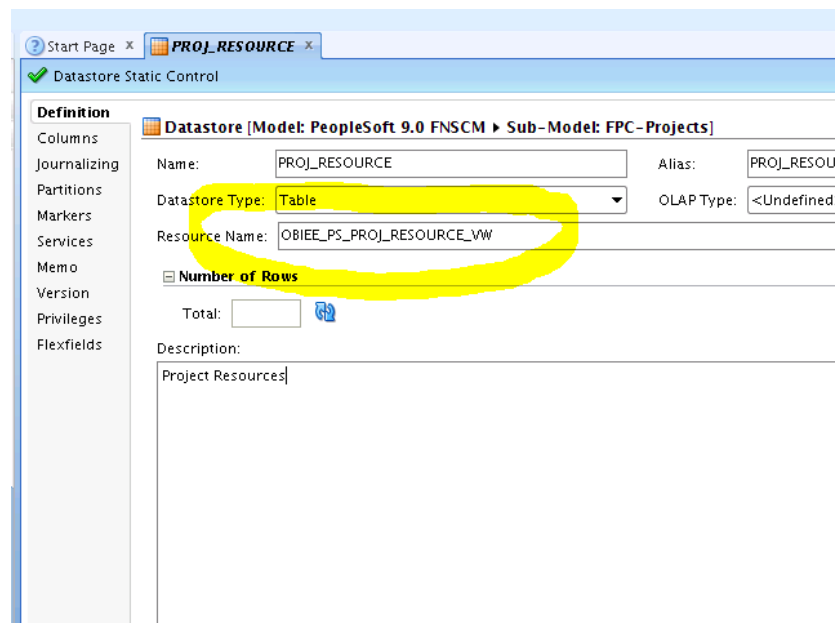 Start Page x PROJ_RESOURCE x
Datastore Static Control
Definition
Columns
Journalizing
Partitions
Markers
Services
Memo
Version
Privileges
Flexfields
Datastore [Model: PeopleSoft 9.0 FNSCM ▸ Sub-Model: FPC-Projects]
Name: PROJ_RESOURCE Alias: PROJ_RESOU
Datastore Type: Table OLAP Type: <Undefined
Resource Name: OBIEE_PS_PROJ_RESOURCE_VW
Number of Rows
Total:
Description:
Project Resources